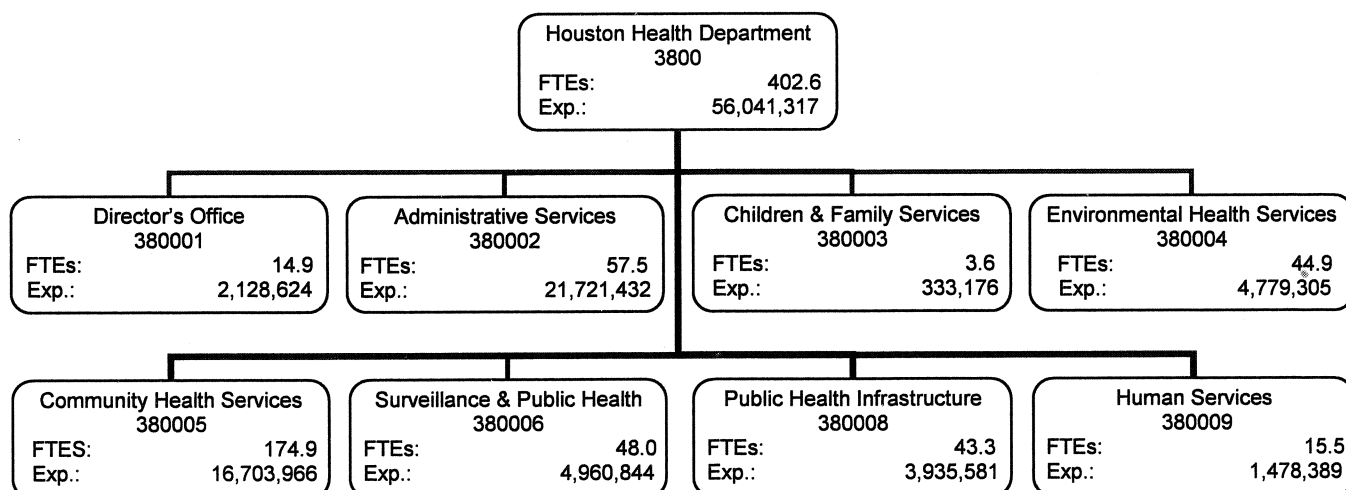 Houston Health Department
3800
FTEs: 402.6
Exp.: 56,041,317
Director's Office
380001
FTEs: 14.9
Exp.: 2,128,624
Administrative Services
380002
FTEs: 57.5
Exp.: 21,721,432
Children & Family Services
380003
FTEs: 3.6
Exp.: 333,176
Environmental Health Services
380004
FTEs: 44.9
Exp.: 4,779,305
Community Health Services
380005
FTES: 174.9
Exp.: 16,703,966
Surveillance & Public Health
380006
FTEs: 48.0
Exp.: 4,960,844
Public Health Infrastructure
380008
FTEs: 43.3
Exp.: 3,935,581
Human Services
380009
FTEs: 15.5
Exp.: 1,478,389